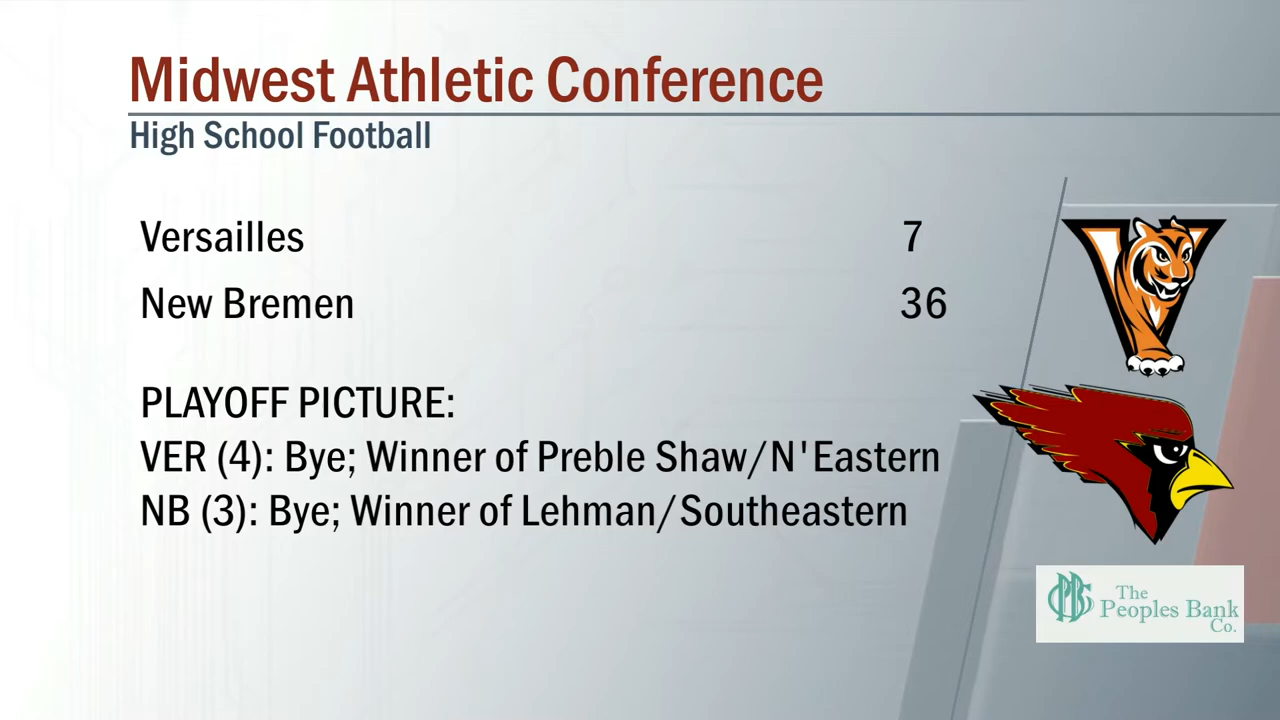 Midwest Athletic Conference
High School Football
Versailles 7
New Bremen 36
PLAYOFF PICTURE:
VER (4): Bye; Winner of Preble Shaw/N'Eastern
NB (3): Bye; Winner of Lehman/Southeastern
V
PBC
The
Peoples Bank
Co.